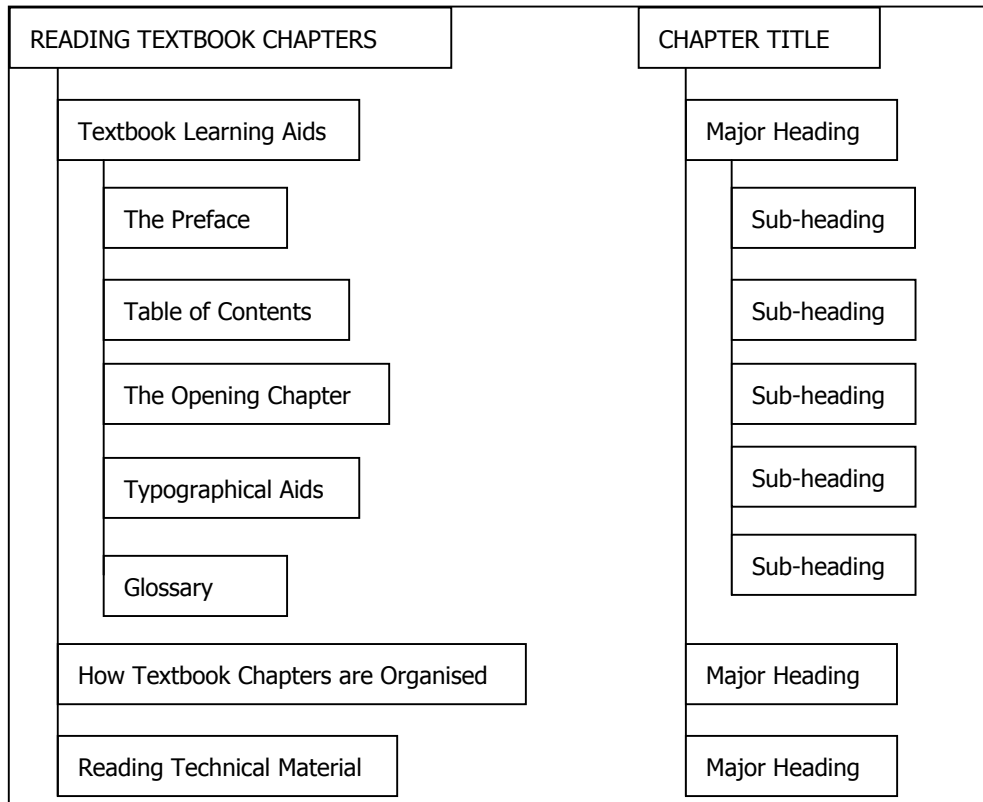 READING TEXTBOOK CHAPTERS
Textbook Learning Aids
The Preface
Table of Contents
The Opening Chapter
Typographical Aids
Glossary
How Textbook Chapters are Organised
Reading Technical Material
CHAPTER TITLE
Major Heading
Sub-heading
Sub-heading
Sub-heading
Sub-heading
Sub-heading
Major Heading
Major Heading